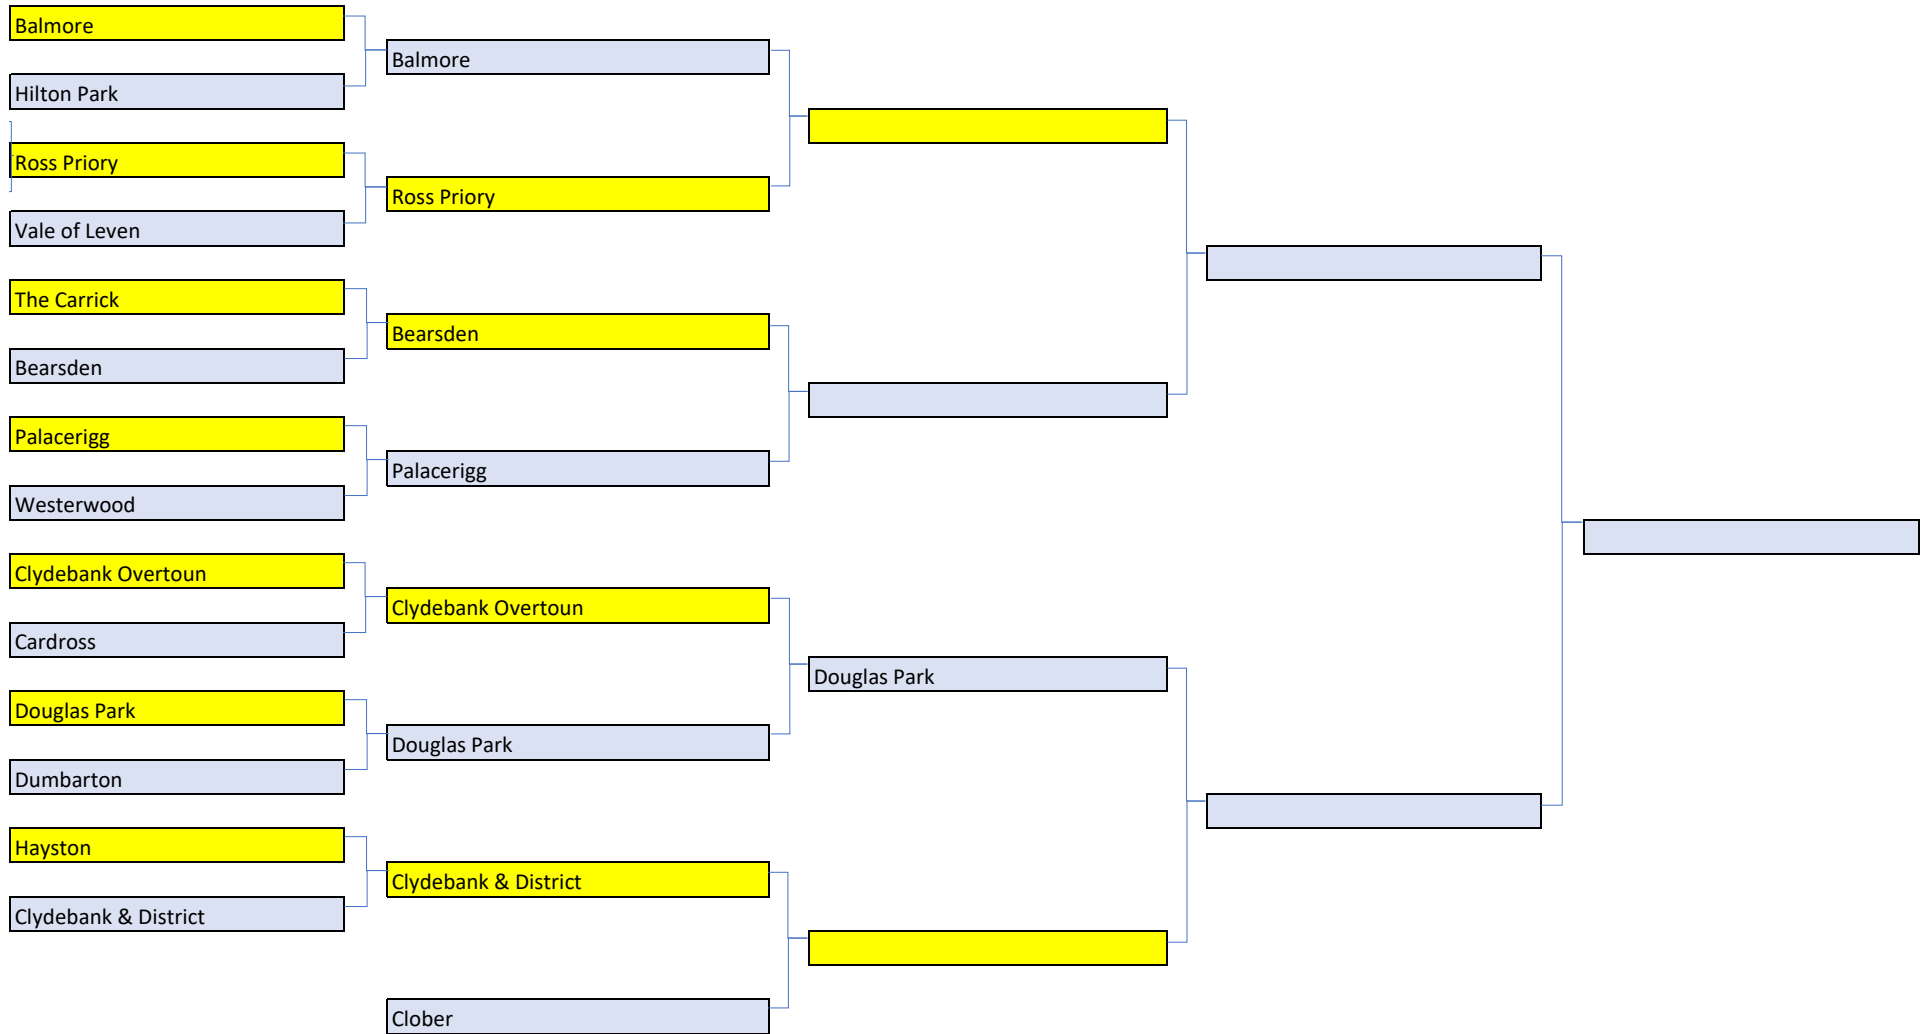 Balmore
Hilton Park
Ross Priory
Vale of Leven
The Carrick
Bearsden
Palacerigg
Westerwood
Clydebank Overtoun
Cardross
Douglas Park
Dumbarton
Hayston
Clydebank & District
Balmore
Ross Priory
Bearsden
Palacerigg
Clydebank Overtoun
Douglas Park
Clydebank & District
Clober
Douglas Park